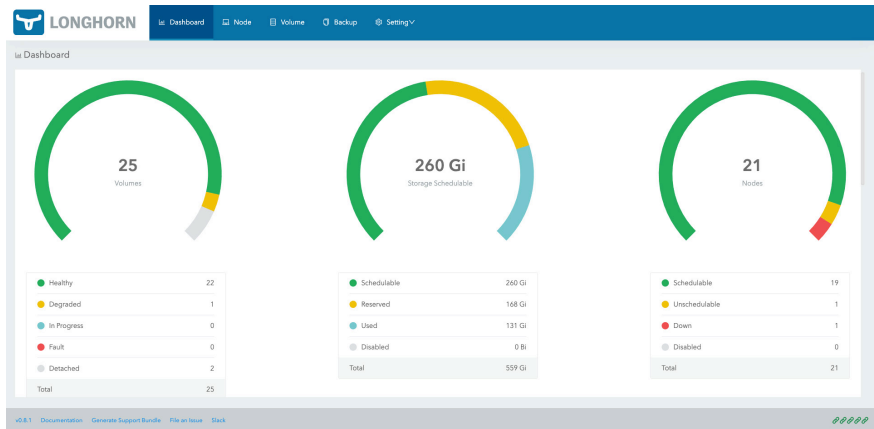 LONGHORN Dashboard Node Volume Backup Setting
Dashboard
25
Volumes
260 Gi
Storage Schedulable
21
Nodes
Healthy 22
Degraded 1
In Progress 0
Fault 0
Detached 2
Total 25
Schedulable 260 Gi
Reserved 168 Gi
Used 131 Gi
Disabled 0 Bi
Total 559 Gi
Schedulable 19
Unschedulable 1
Down 1
Disabled 0
Total 21
v0.8.1 Documentation Generate Support Bundle File an Issue Slack